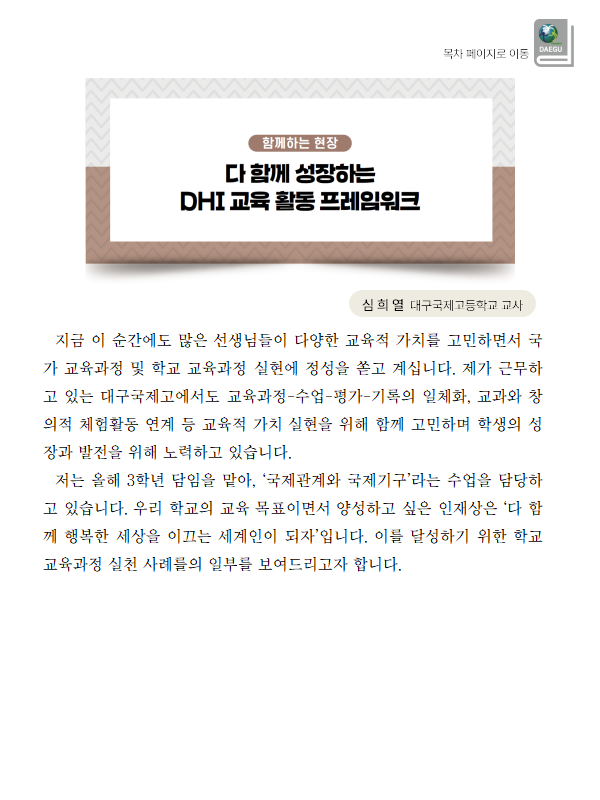 목차 페이지로 이동
DAEGU
함께하는 현장
다 함께 성장하는
DHI 교육 활동 프레임워크
심 희 열 대구국제고등학교 교사
지금 이 순간에도 많은 선생님들이 다양한 교육적 가치를 고민하면서 국
가 교육과정 및 학교 교육과정 실현에 정성을 쏟고 계십니다. 제가 근무하
고 있는 대구국제고에서도 교육과정-수업-평가-기록의 일체화, 교과와 창
의적 체험활동 연계 등 교육적 가치 실현을 위해 함께 고민하며 학생의 성
장과 발전을 위해 노력하고 있습니다.
저는 올해 3학년 담임을 맡아, ‘국제관계와 국제기구’라는 수업을 담당하
고 있습니다. 우리 학교의 교육 목표이면서 양성하고 싶은 인재상은 ‘다 함
께 행복한 세상을 이끄는 세계인이 되자’입니다. 이를 달성하기 위한 학교
교육과정 실천 사례를의 일부를 보여드리고자 합니다.